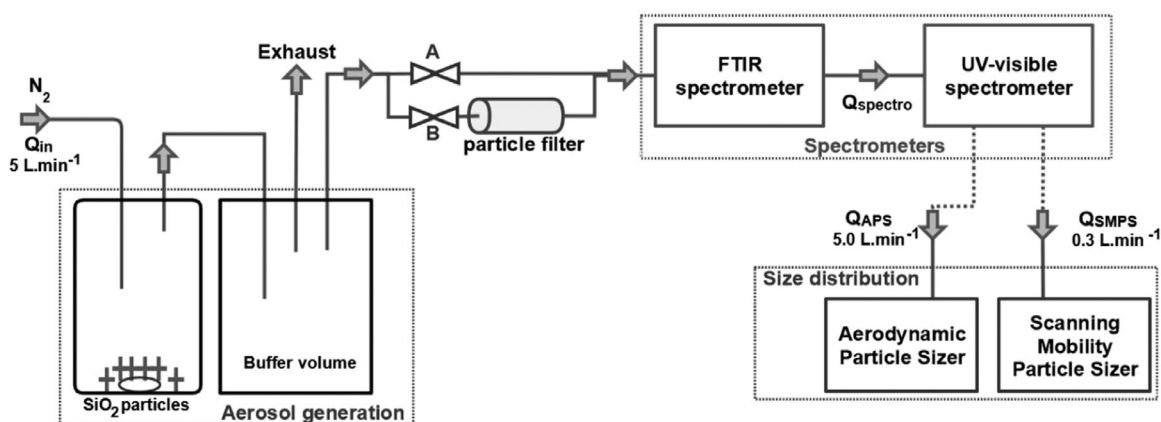 N2
Qin
5 L.min-1
Exhaust
A
B
particle filter
FTIR
spectrometer
Qspectro
UV-visible
spectrometer
Spectrometers
QAPS
5.0 L.min-1
QSMPS
0.3 L.min-1
Size distribution
Aerodynamic
Particle Sizer
Scanning
Mobility
Particle Sizer
Buffer volume
SiO2 particles
Aerosol generation